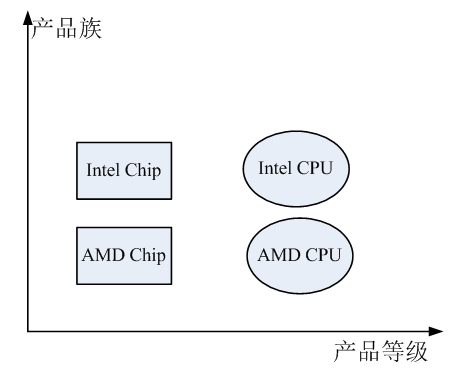 产品族
Intel Chip
Intel CPU
AMD Chip
AMD CPU
产品等级